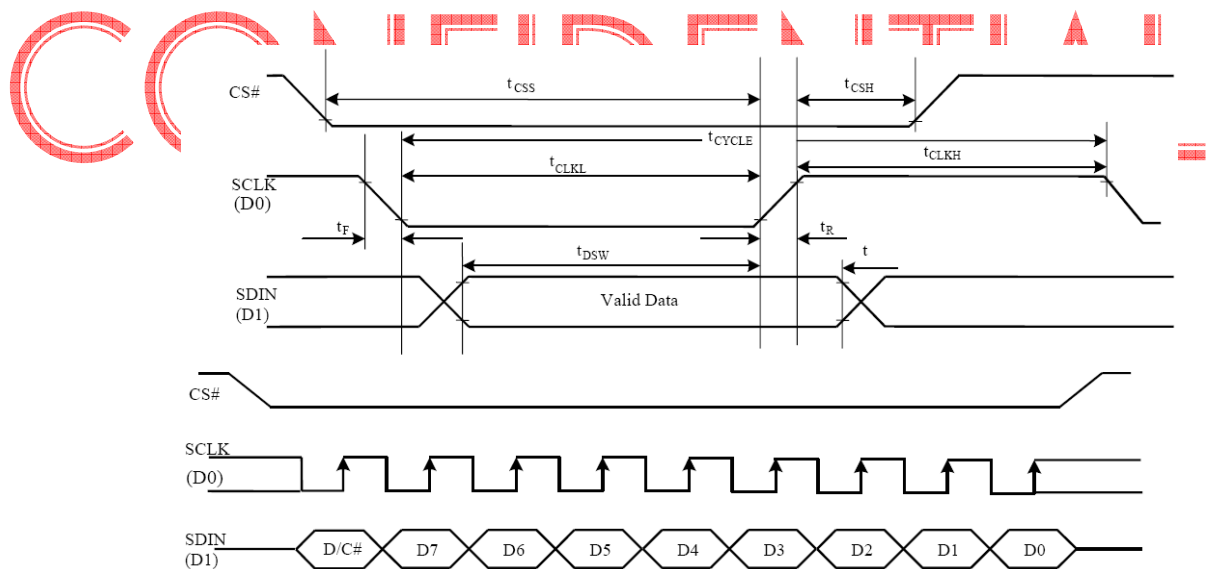 CONFIDENTIAL
CS#
tCSS
tCSH
tCYCLE
tCLKL
tCLKH
SCLK
(D0)
tF
tR
tDSW
t
SDIN
(D1)
Valid Data
CS#
SCLK
(D0)
SDIN
(D1)
D/C# D7 D6 D5 D4 D3 D2 D1 D0